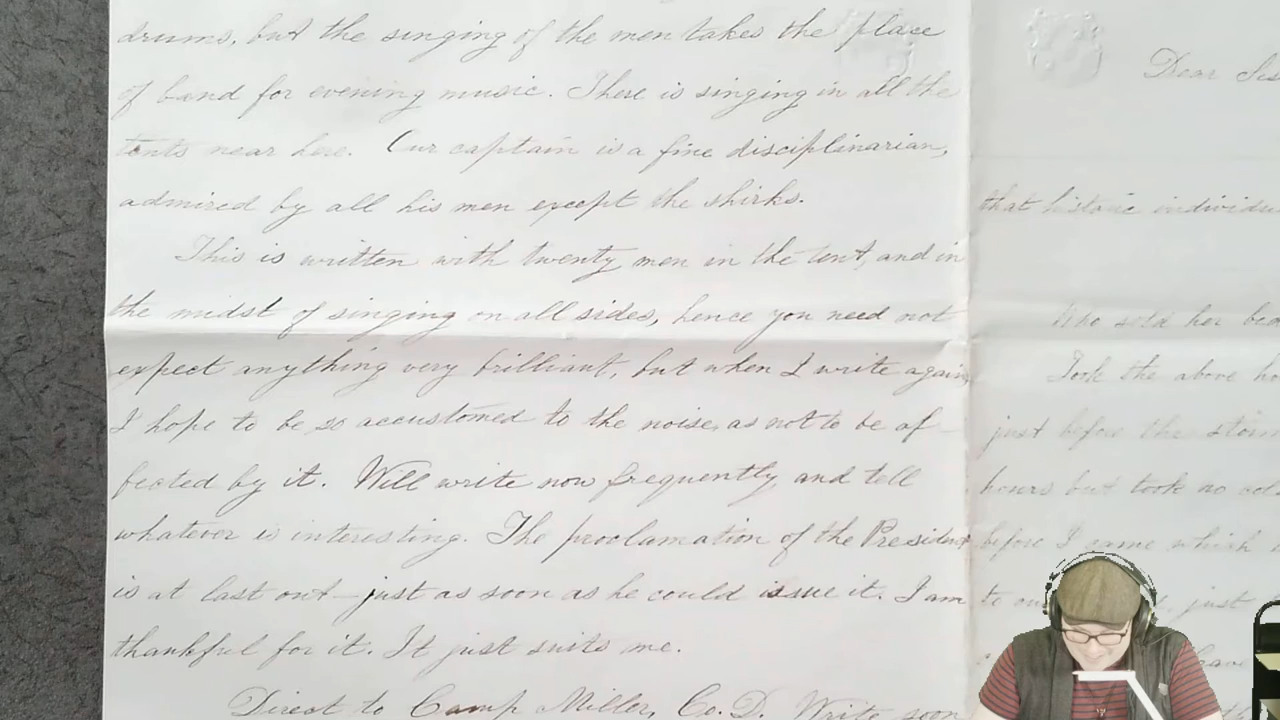 drums, but the singing of the men takes the place
of band for evening music. There is singing in all the
tents near here. Our captain is a fine disciplinarian,
admired by all his men except the shirks.
This is written with twenty men in the tent, and in
the midst of singing on all sides, hence you need not
expect anything very brilliant, but when I write again
I hope to be so accustomed to the noise, as not to be af-
fected by it. Will write now frequently and tell
whatever is interesting. The proclamation of the President
is at last out—just as soon as he could issue it. I am
thankful for it. It just suits me.
Direct to Camp Miller, Co. D. Write soon
Dear
that historic
Who sold her
Took the above
just before the
hours but took no
before I came which
to just
have